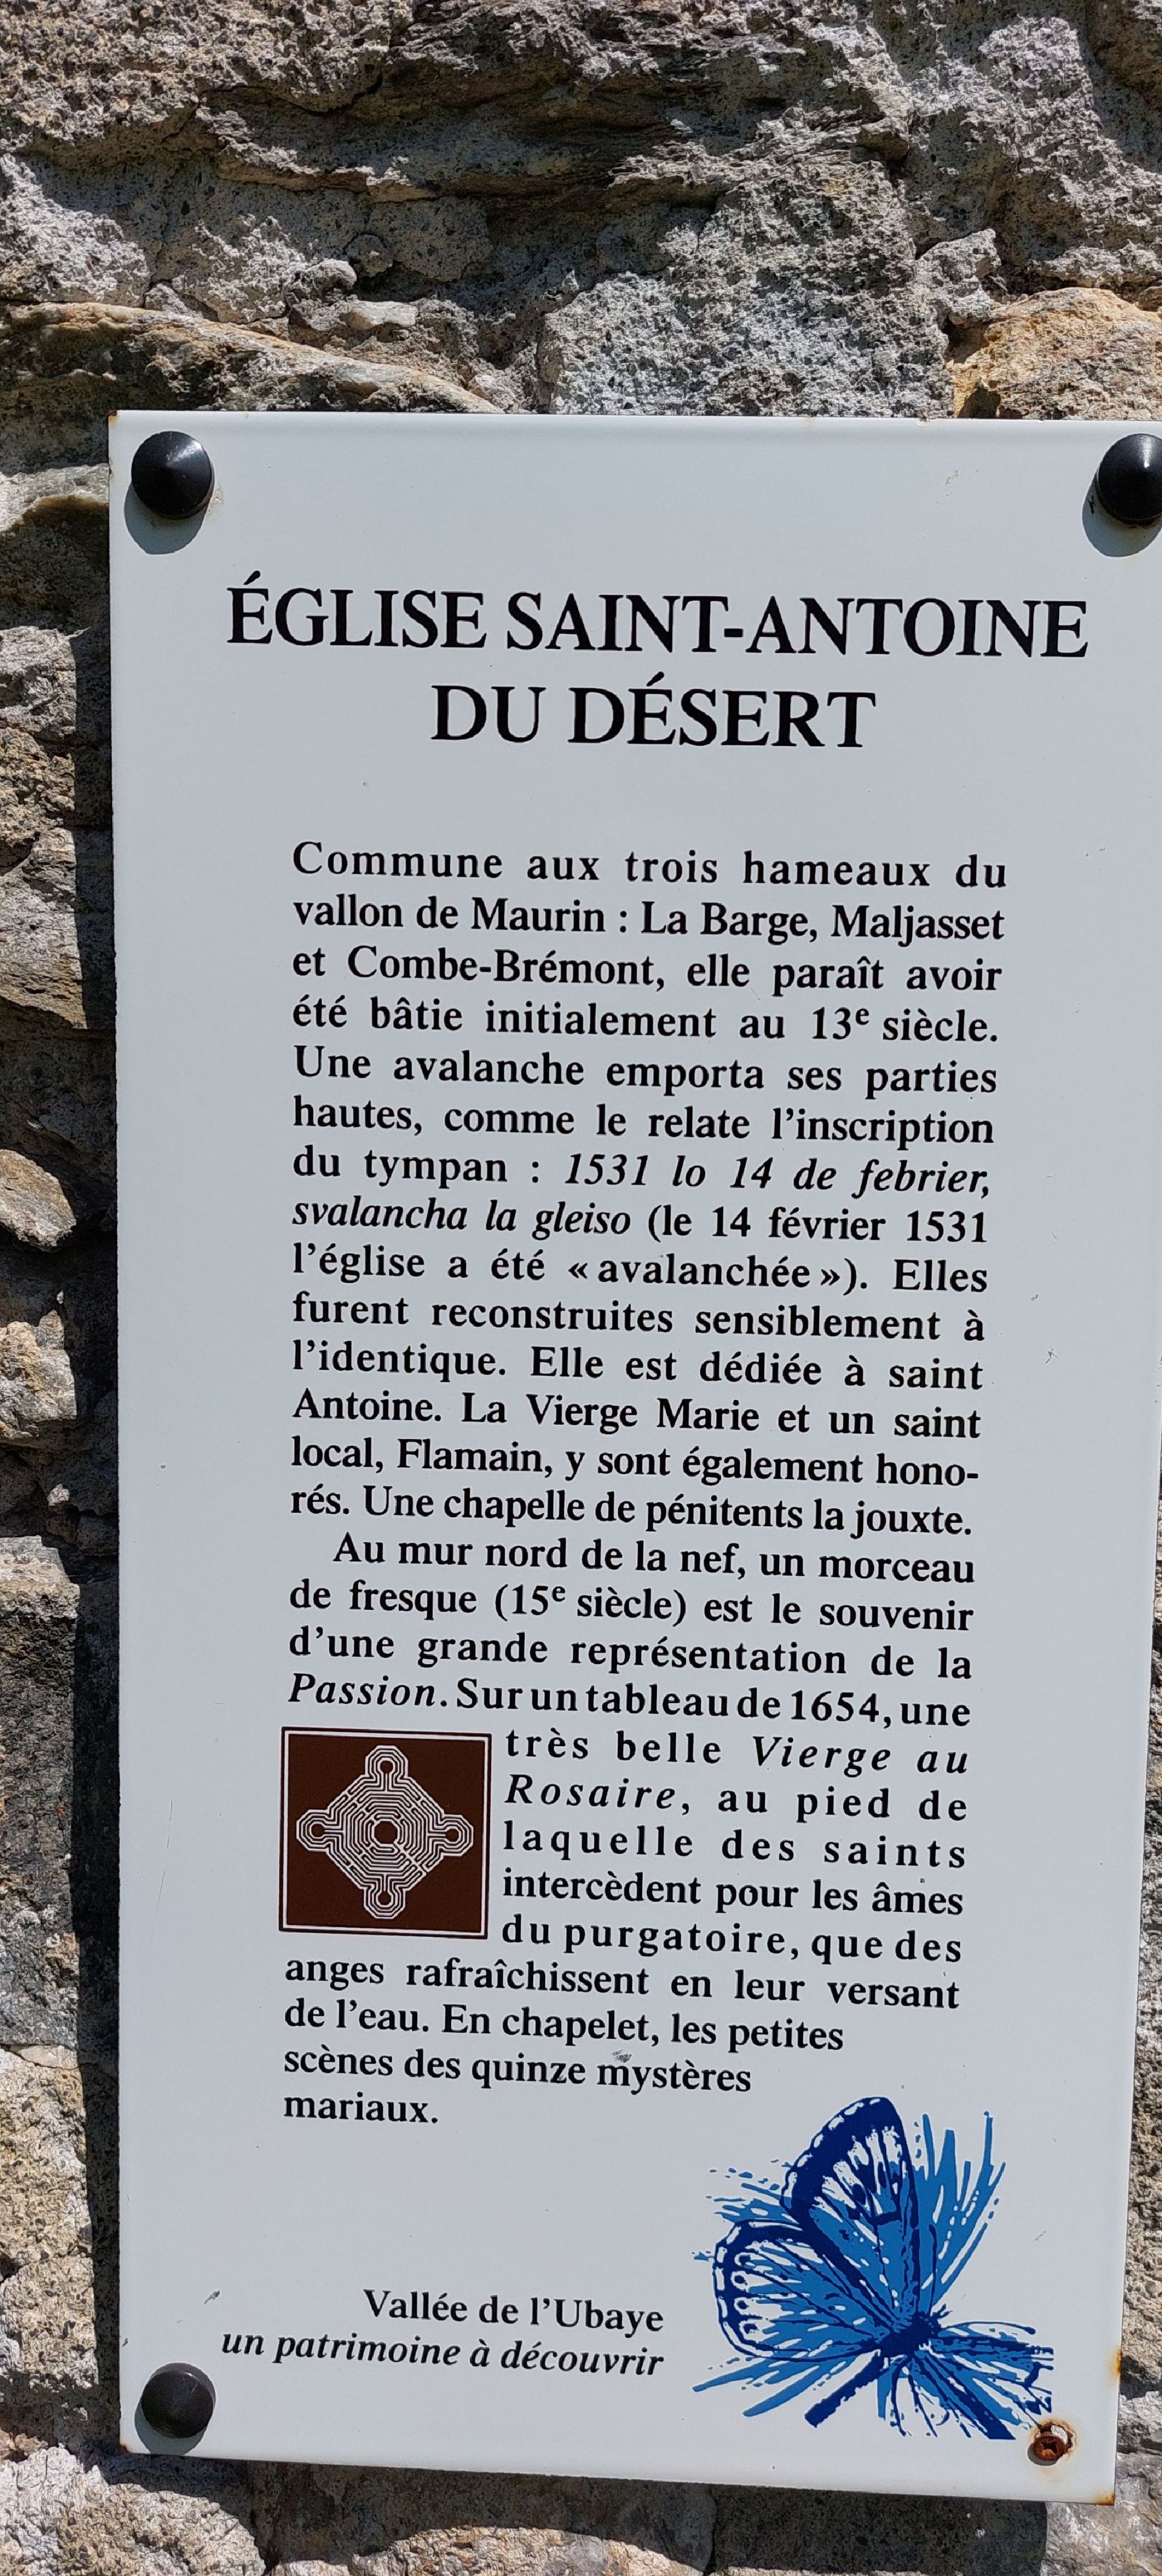 ÉGLISE SAINT-ANTOINE
DU DÉSERT
Commune aux trois hameaux du
vallon de Maurin : La Barge, Maljasset
et Combe-Brémont, elle paraît avoir
été bâtie initialement au 13e siècle.
Une avalanche emporta ses parties
hautes, comme le relate l'inscription
du tympan : 1531 lo 14 de febrier,
svalancha la gleiso (le 14 février 1531
l'église a été « avalanchée »). Elles
furent reconstruites sensiblement à
l'identique. Elle est dédiée à saint
Antoine. La Vierge Marie et un saint
local, Flamain, y sont également hono-
rés. Une chapelle de pénitents la jouxte.
Au mur nord de la nef, un morceau
de fresque (15e siècle) est le souvenir
d'une grande représentation de la
Passion. Sur un tableau de 1654, une
très belle Vierge au
Rosaire, au pied de
laquelle des saints
intercèdent pour les âmes
du purgatoire, que des
anges rafraîchissent en leur versant
de l'eau. En chapelet, les petites
scènes des quinze mystères
mariaux.
Vallée de l'Ubaye
un patrimoine à découvrir